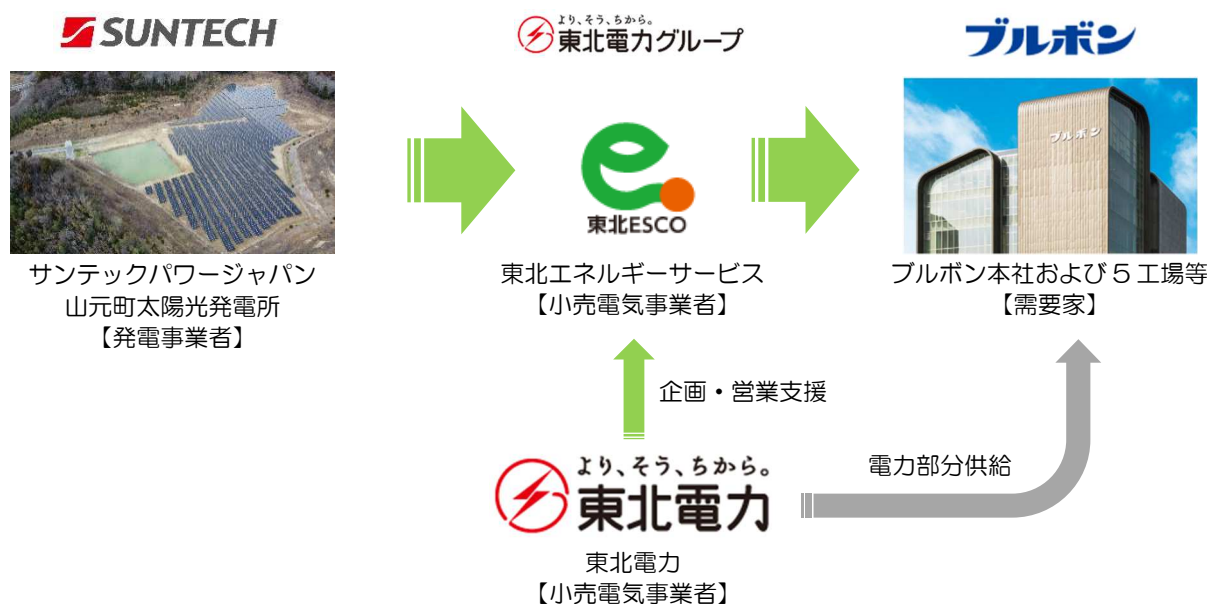 SUNTECH
より、そう、ちから。
東北電力グループ
ブルボン
ブルボン
東北ESCO
サンテックパワージャパン
山元町太陽光発電所
【発電事業者】
東北エネルギーサービス
【小売電気事業者】
ブルボン本社および5工場等
【需要家】
企画・営業支援
より、そう、ちから。
東北電力
電力部分供給
東北電力
【小売電気事業者】